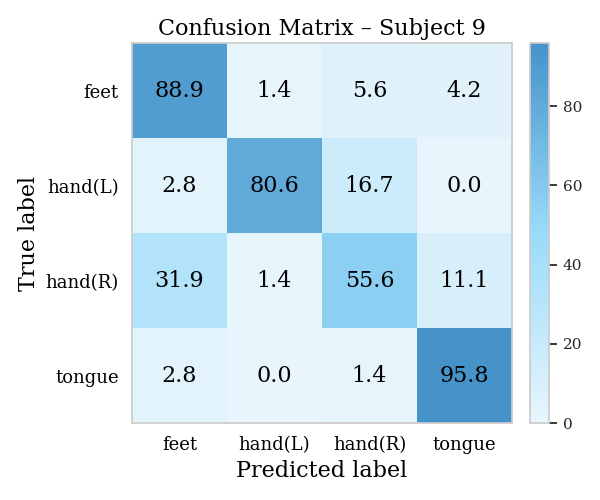 Confusion Matrix – Subject 9
True label
feet 88.9 1.4 5.6 4.2
hand(L) 2.8 80.6 16.7 0.0
hand(R) 31.9 1.4 55.6 11.1
tongue 2.8 0.0 1.4 95.8
feet hand(L) hand(R) tongue
Predicted label
80
60
40
20
0